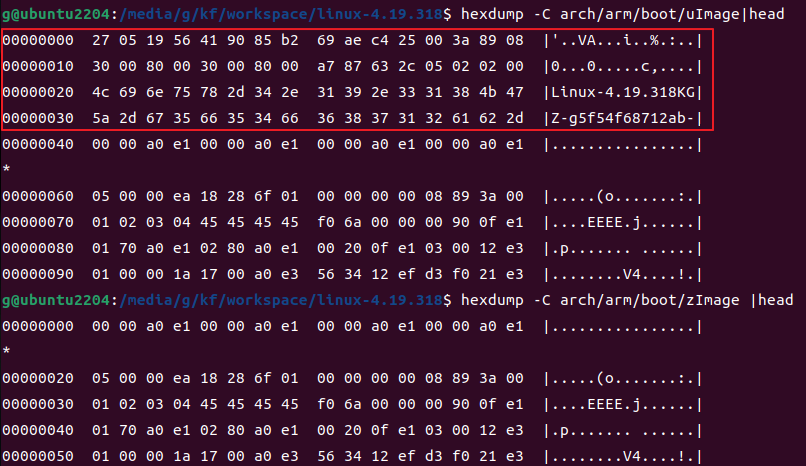 g@ubuntu2204:/media/g/kf/workspace/linux-4.19.318$ hexdump -C arch/arm/boot/uImage|head
00000000  27 05 19 56 41 90 85 b2  69 ae c4 25 00 3a 89 08  |'..VA...i..%.:..|
00000010  30 00 80 00 30 00 80 00  a7 87 63 2c 05 02 02 00  |0...0.....c,....|
00000020  4c 69 6e 75 78 2d 34 2e  31 39 2e 33 31 38 4b 47  |Linux-4.19.318KG|
00000030  5a 2d 67 35 66 35 34 66  36 38 37 31 32 61 62 2d  |Z-g5f54f68712ab-|
00000040  00 00 a0 e1 00 00 a0 e1  00 00 a0 e1 00 00 a0 e1  |................|
*
00000060  05 00 00 ea 18 28 6f 01  00 00 00 00 08 89 3a 00  |.....(o.......:.|
00000070  01 02 03 04 45 45 45 45  f0 6a 00 00 00 90 0f e1  |....EEEE.j......|
00000080  01 70 a0 e1 02 80 a0 e1  00 20 0f e1 03 00 12 e3  |.p....... ......|
00000090  01 00 00 1a 17 00 a0 e3  56 34 12 ef d3 f0 21 e3  |........V4....!.|
g@ubuntu2204:/media/g/kf/workspace/linux-4.19.318$ hexdump -C arch/arm/boot/zImage |head
00000000  00 00 a0 e1 00 00 a0 e1  00 00 a0 e1 00 00 a0 e1  |................|
*
00000020  05 00 00 ea 18 28 6f 01  00 00 00 00 08 89 3a 00  |.....(o.......:.|
00000030  01 02 03 04 45 45 45 45  f0 6a 00 00 00 90 0f e1  |....EEEE.j......|
00000040  01 70 a0 e1 02 80 a0 e1  00 20 0f e1 03 00 12 e3  |.p....... ......|
00000050  01 00 00 1a 17 00 a0 e3  56 34 12 ef d3 f0 21 e3  |........V4....!.|